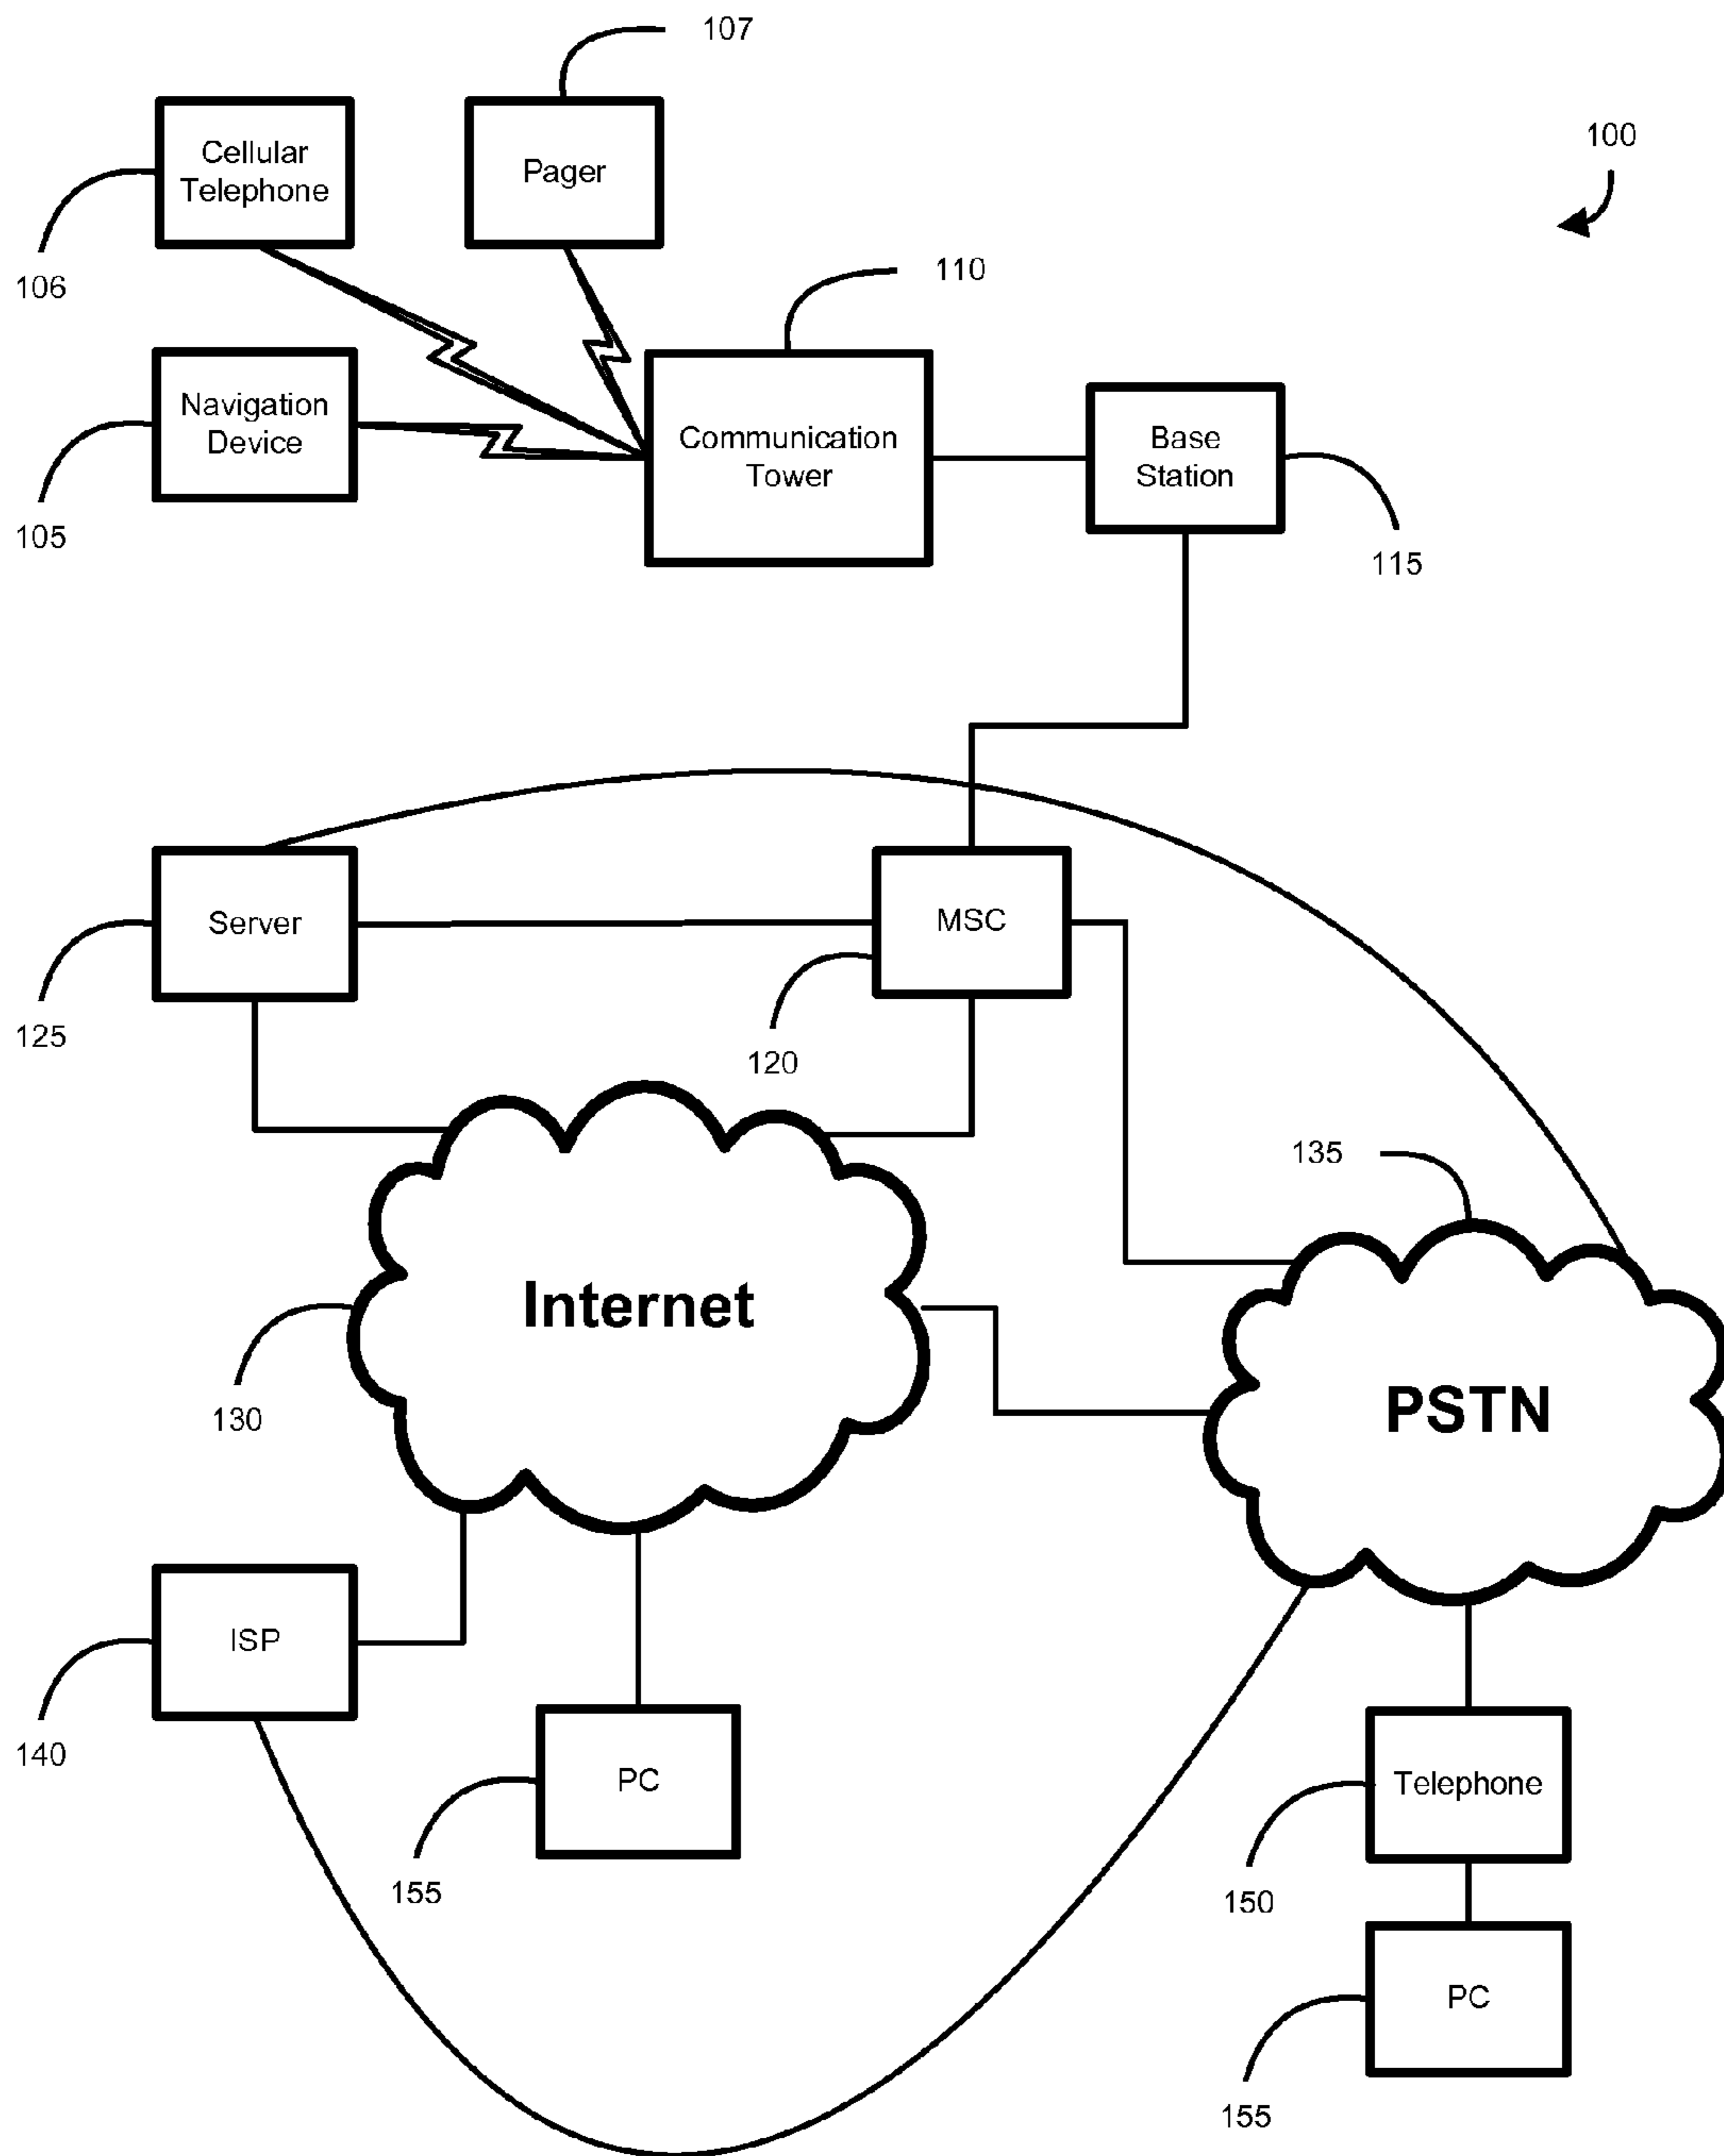 107
Cellular
Telephone
Pager
100
106
110
Navigation
Device
Communication
Tower
Base
Station
105
115
Server
MSC
125
120
135
Internet
130
PSTN
ISP
140
PC
Telephone
155
150
PC
155